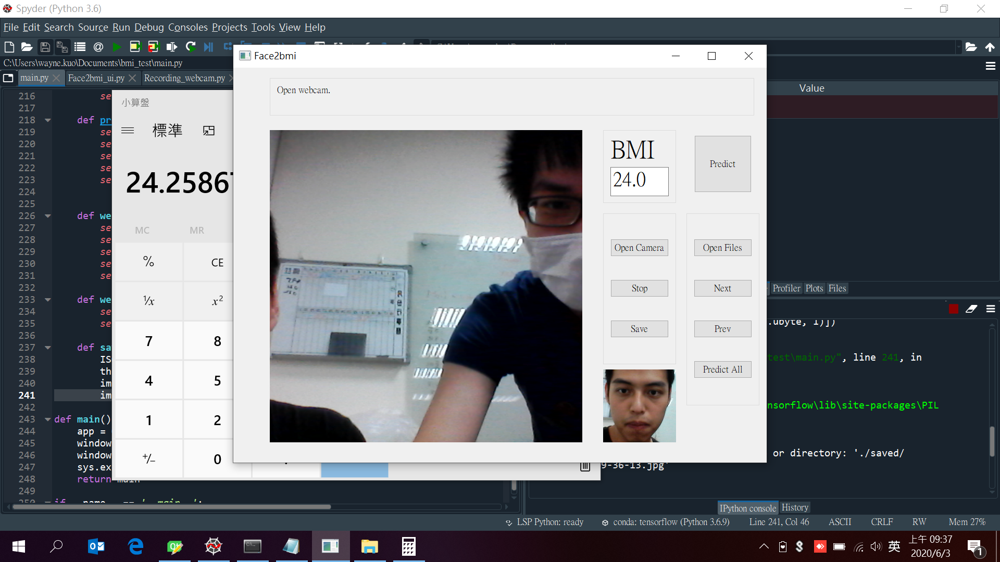 Spyder (Python 3.6)
File Edit Search Source Run Debug Consoles Projects Tools View Help
C:\Users\wayne.kuo\Documents\bmi_test\main.py
main.py
Face2bmi_ui.py
Recording_webcam.py
Face2bmi
Open webcam.
Value
216 se
217
218 def pr
219 se
220 se
221 se
222 se
223 se
224
225
226 def we
227 se
228 se
229 se
230 se
231 se
232
233 def we
234 se
235 se
236
237 def sa
238 IS
239 th
240 im
241 im
242
243 def main()
244 app =
245 window
246 window
247 sys.ex
248 return main
249
小算盤
標準
24.2586
MC MR
% CE
¹/x x²
7 8
4 5
1 2
+/− 0
BMI
24.0
Predict
Open Camera
Stop
Save
Open Files
Next
Prev
Predict All
Profiler Plots Files
.ubyte, 1)])
test\main.py", line 241, in
nsorflow\lib\site-packages\PIL
or directory: './saved/
9-36-13.jpg'
IPython console History
LSP Python: ready conda: tensorflow (Python 3.6.9) Line 241, Col 46 ASCII CRLF RW Mem 27%
英
上午 09:37
2020/6/3
1